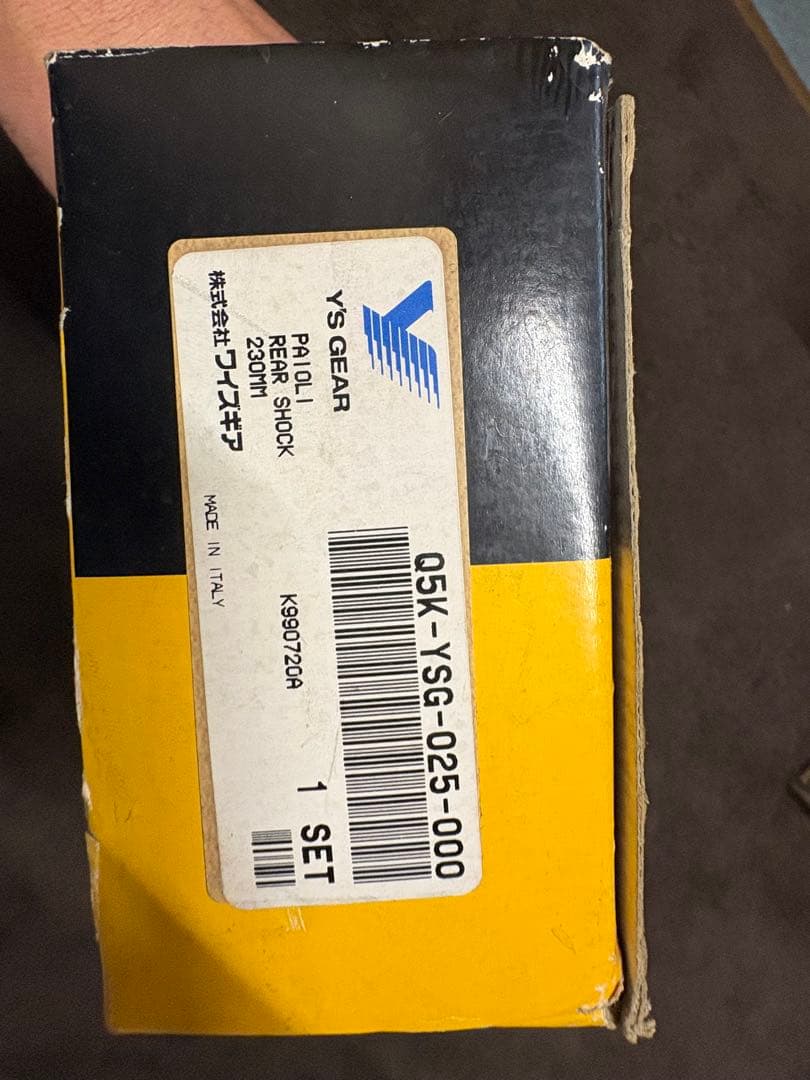 Y'S GEAR
Q5K-YSG-025-000
PAIOLI
REAR SHOCK
230MM
K990720A
1 SET
株式会社ワイズギア
MADE IN ITALY